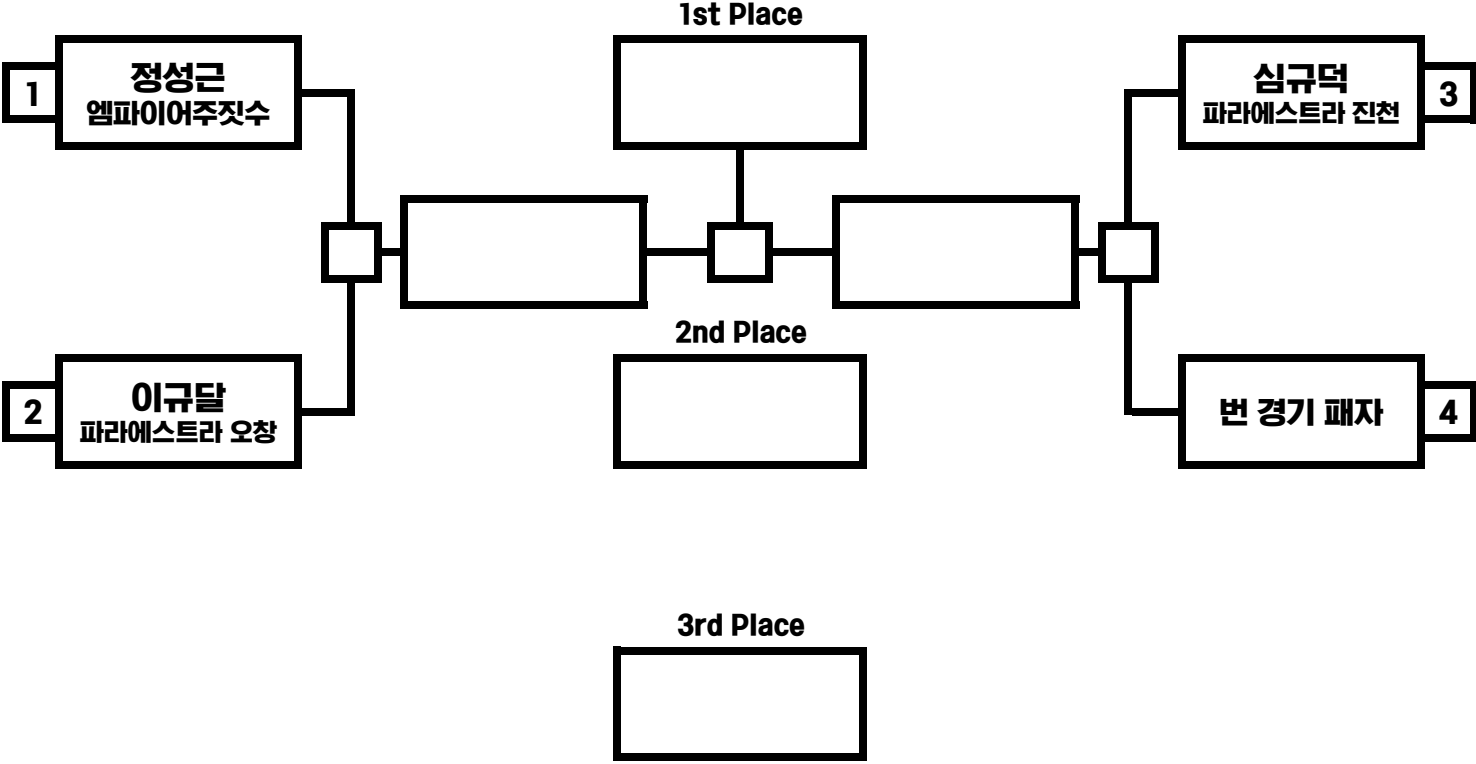 1st Place
1
정성근
엠파이어주짓수
심규덕
파라에스트라 진천
3
2nd Place
2
이규달
파라에스트라 오창
번 경기 패자
4
3rd Place